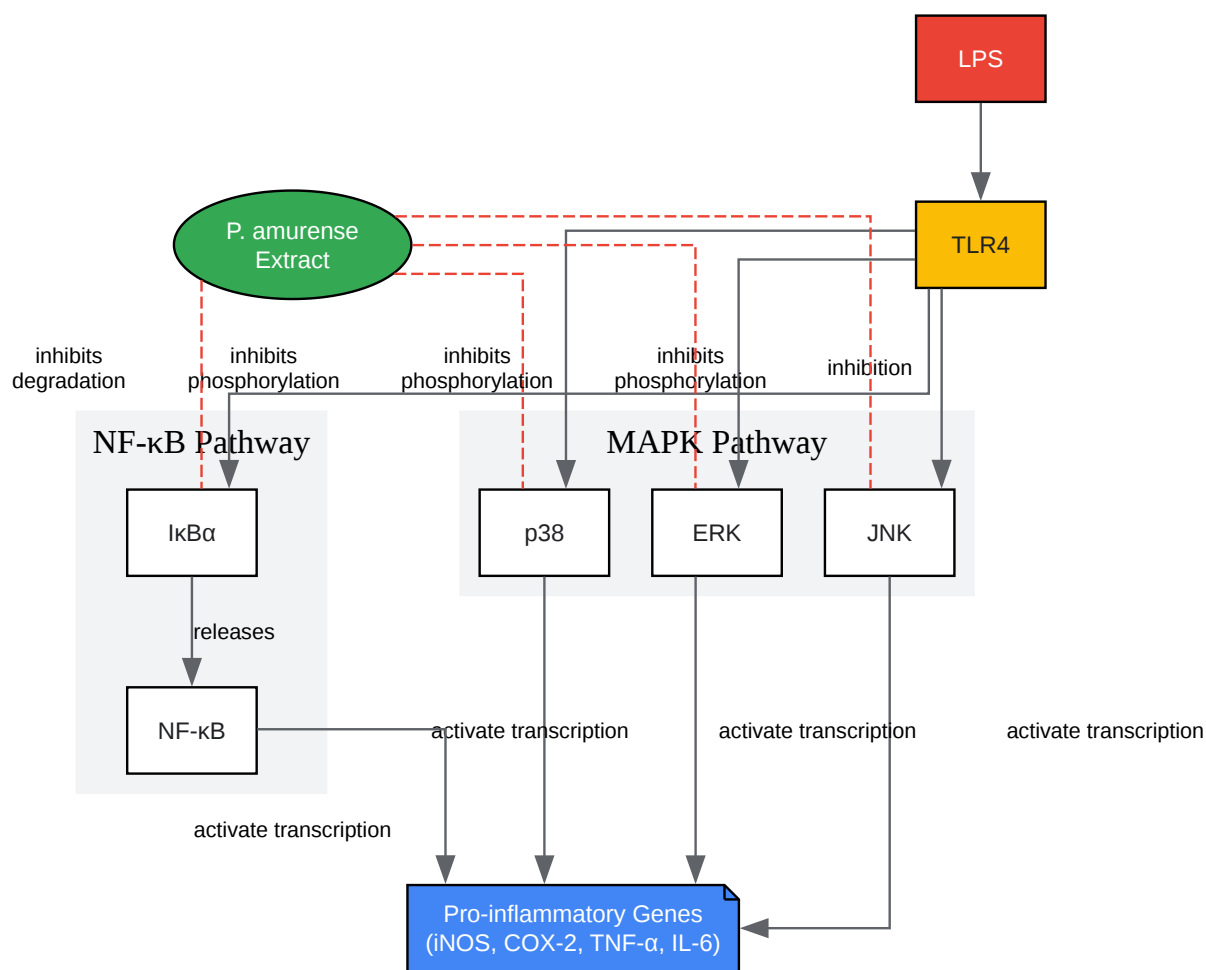 LPS
P. amurense
Extract
TLR4
inhibits
degradation
inhibits
phosphorylation
inhibits
phosphorylation
inhibits
phosphorylation
inhibition
NF-κB Pathway
MAPK Pathway
IκBα
p38
ERK
JNK
releases
NF-κB
activate transcription
activate transcription
activate transcription
activate transcription
Pro-inflammatory Genes
(iNOS, COX-2, TNF-α, IL-6)